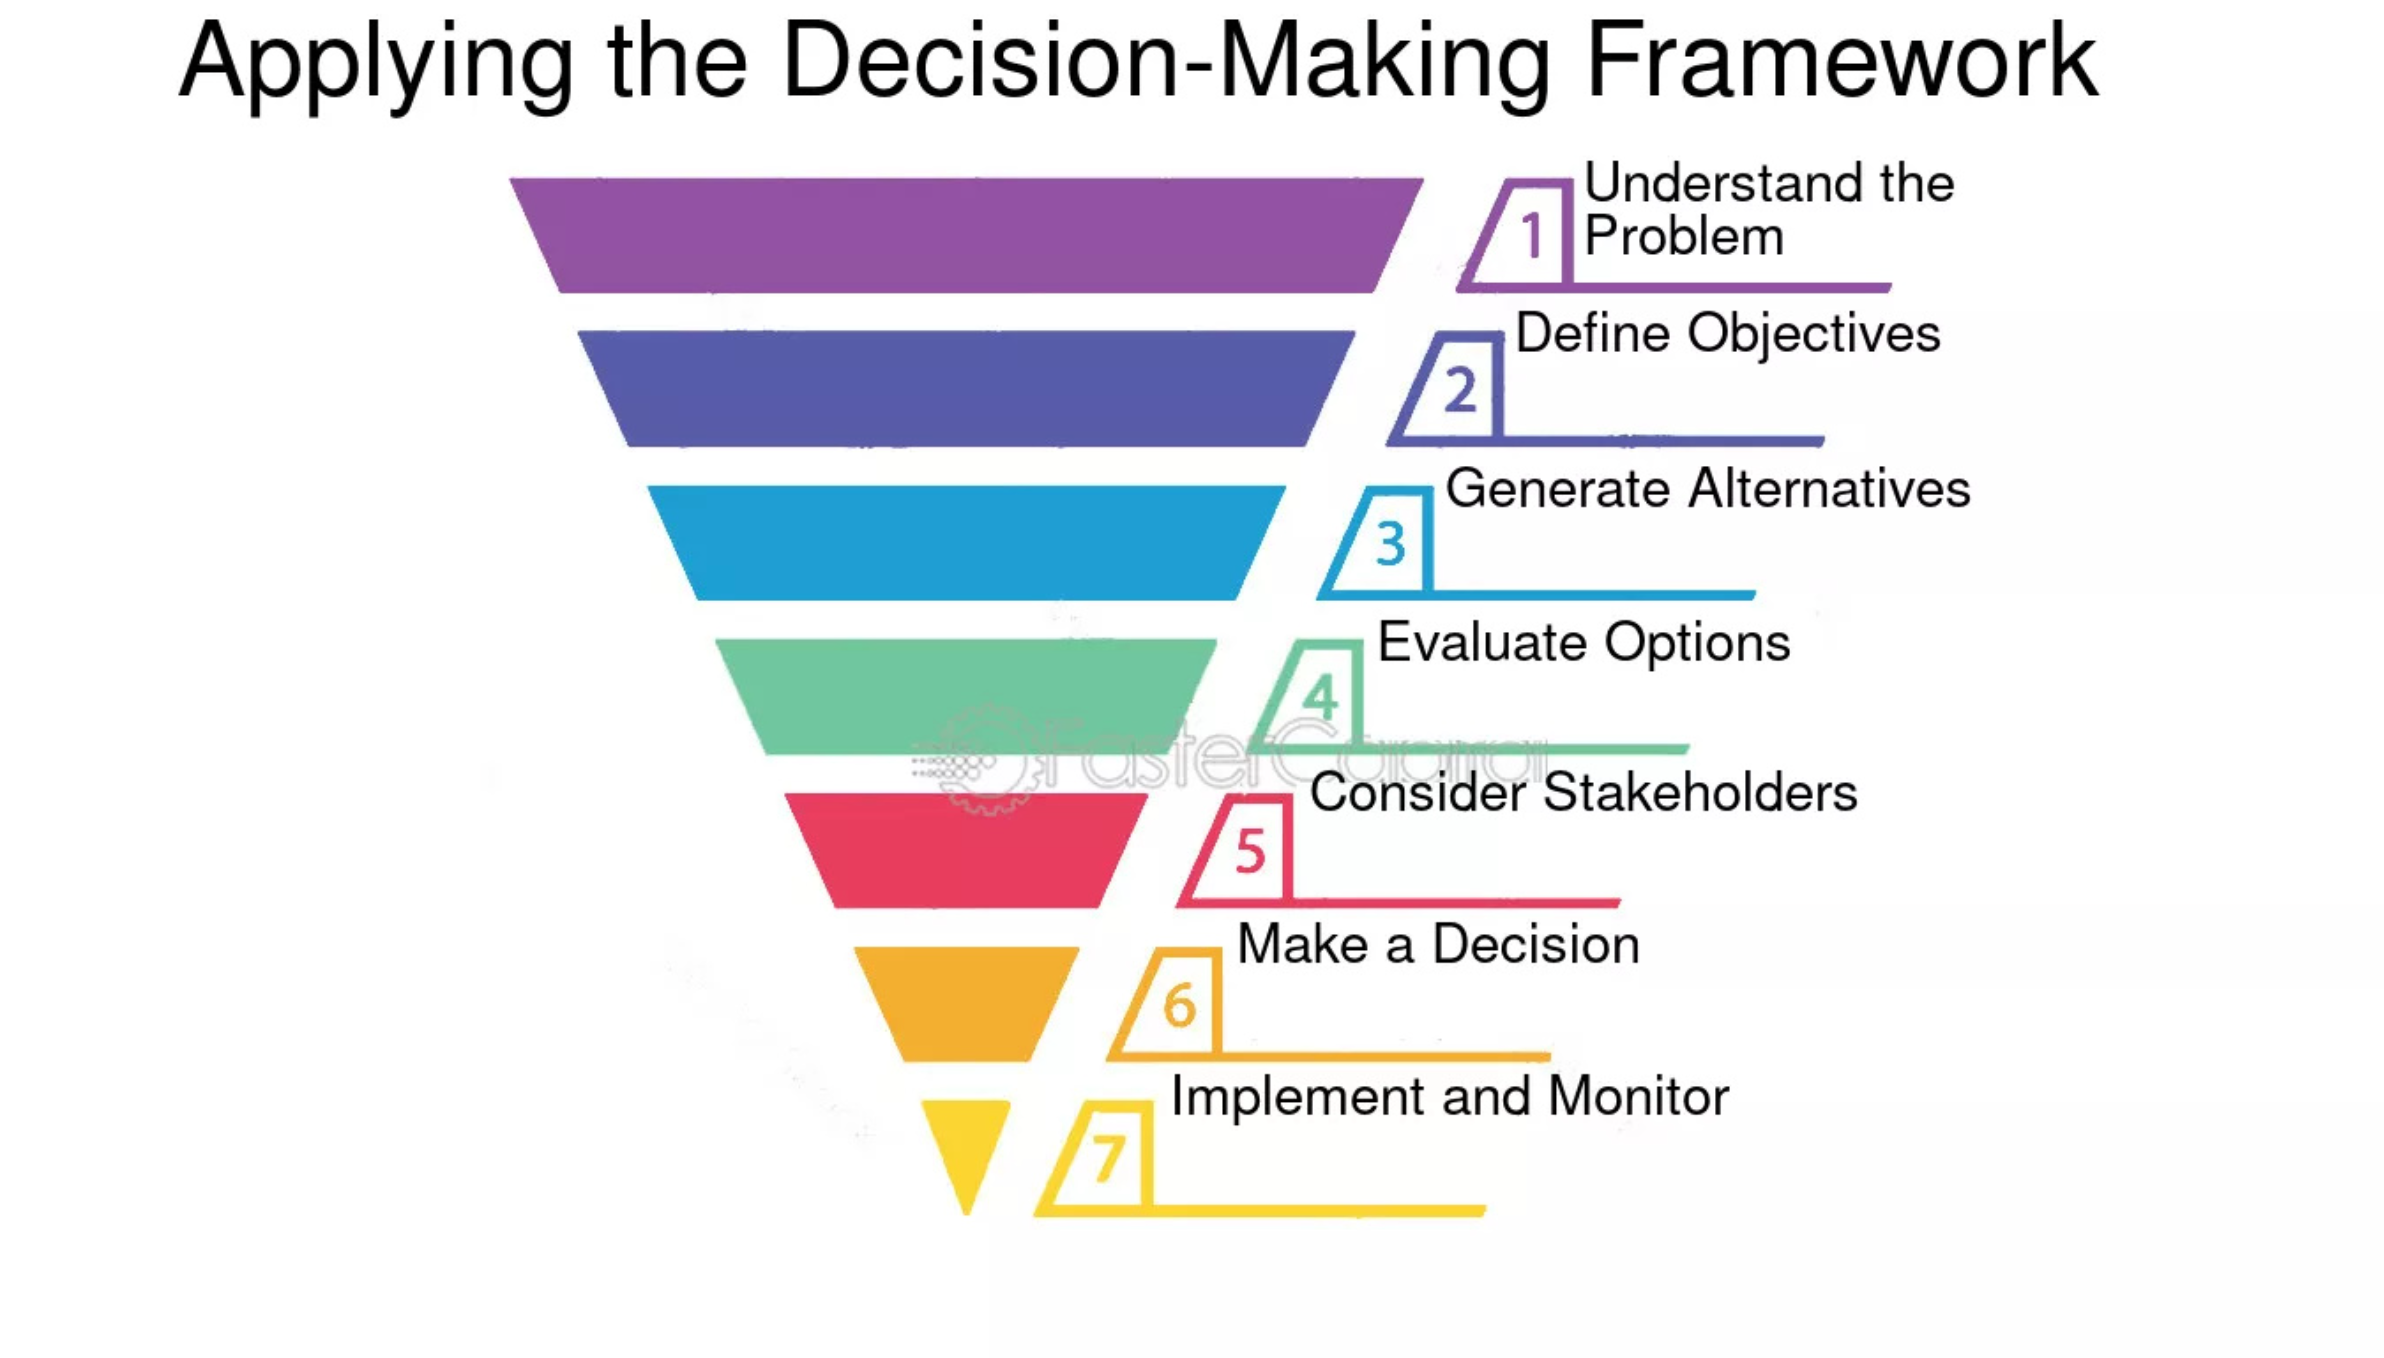 Applying the Decision-Making Framework
1
Understand the
Problem
2
Define Objectives
3
Generate Alternatives
4
Evaluate Options
FasterCapital
5
Consider Stakeholders
6
Make a Decision
7
Implement and Monitor